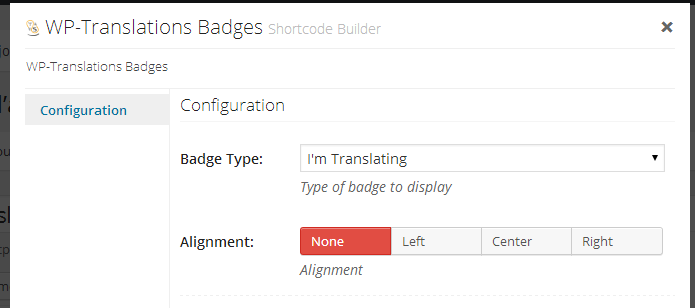 WP-Translations Badges Shortcode Builder
WP-Translations Badges
Configuration
Configuration
Badge Type: I'm Translating
Type of badge to display
Alignment: None Left Center Right
Alignment